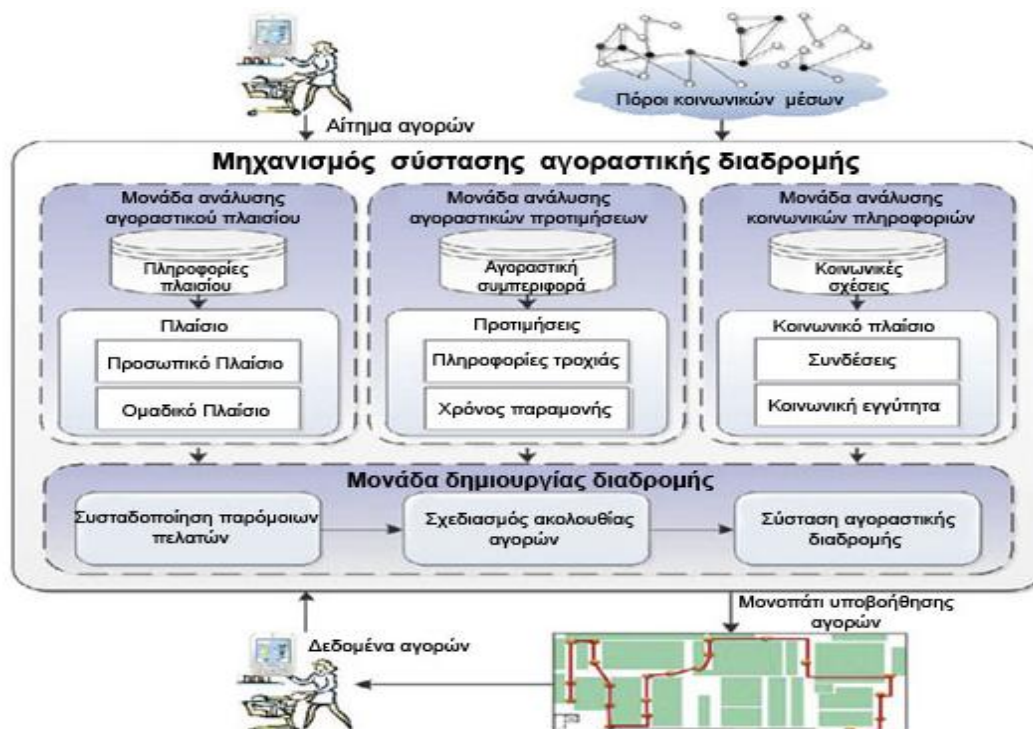 Πόροι κοινωνικών μέσων
Αίτημα αγορών
Μηχανισμός σύστασης αγοραστικής διαδρομής
Μονάδα ανάλυσης
αγοραστικού πλαισίου
Πληροφορίες
πλαισίου
Πλαίσιο
Προσωπικό Πλαίσιο
Ομαδικό Πλαίσιο
Μονάδα ανάλυσης
αγοραστικών προτιμήσεων
Αγοραστική
συμπεριφορά
Προτιμήσεις
Πληροφορίες τροχιάς
Χρόνος παραμονής
Μονάδα ανάλυσης
κοινωνικών πληροφοριών
Κοινωνικές
σχέσεις
Κοινωνικό πλαίσιο
Συνδέσεις
Κοινωνική εγγύτητα
Μονάδα δημιουργίας διαδρομής
Συσταδοποίηση παρόμοιων
πελατών
Σχεδιασμός ακολουθίας
αγορών
Σύσταση αγοραστικής
διαδρομής
Μονοπάτι υποβοήθησης
αγορών
Δεδομένα αγορών